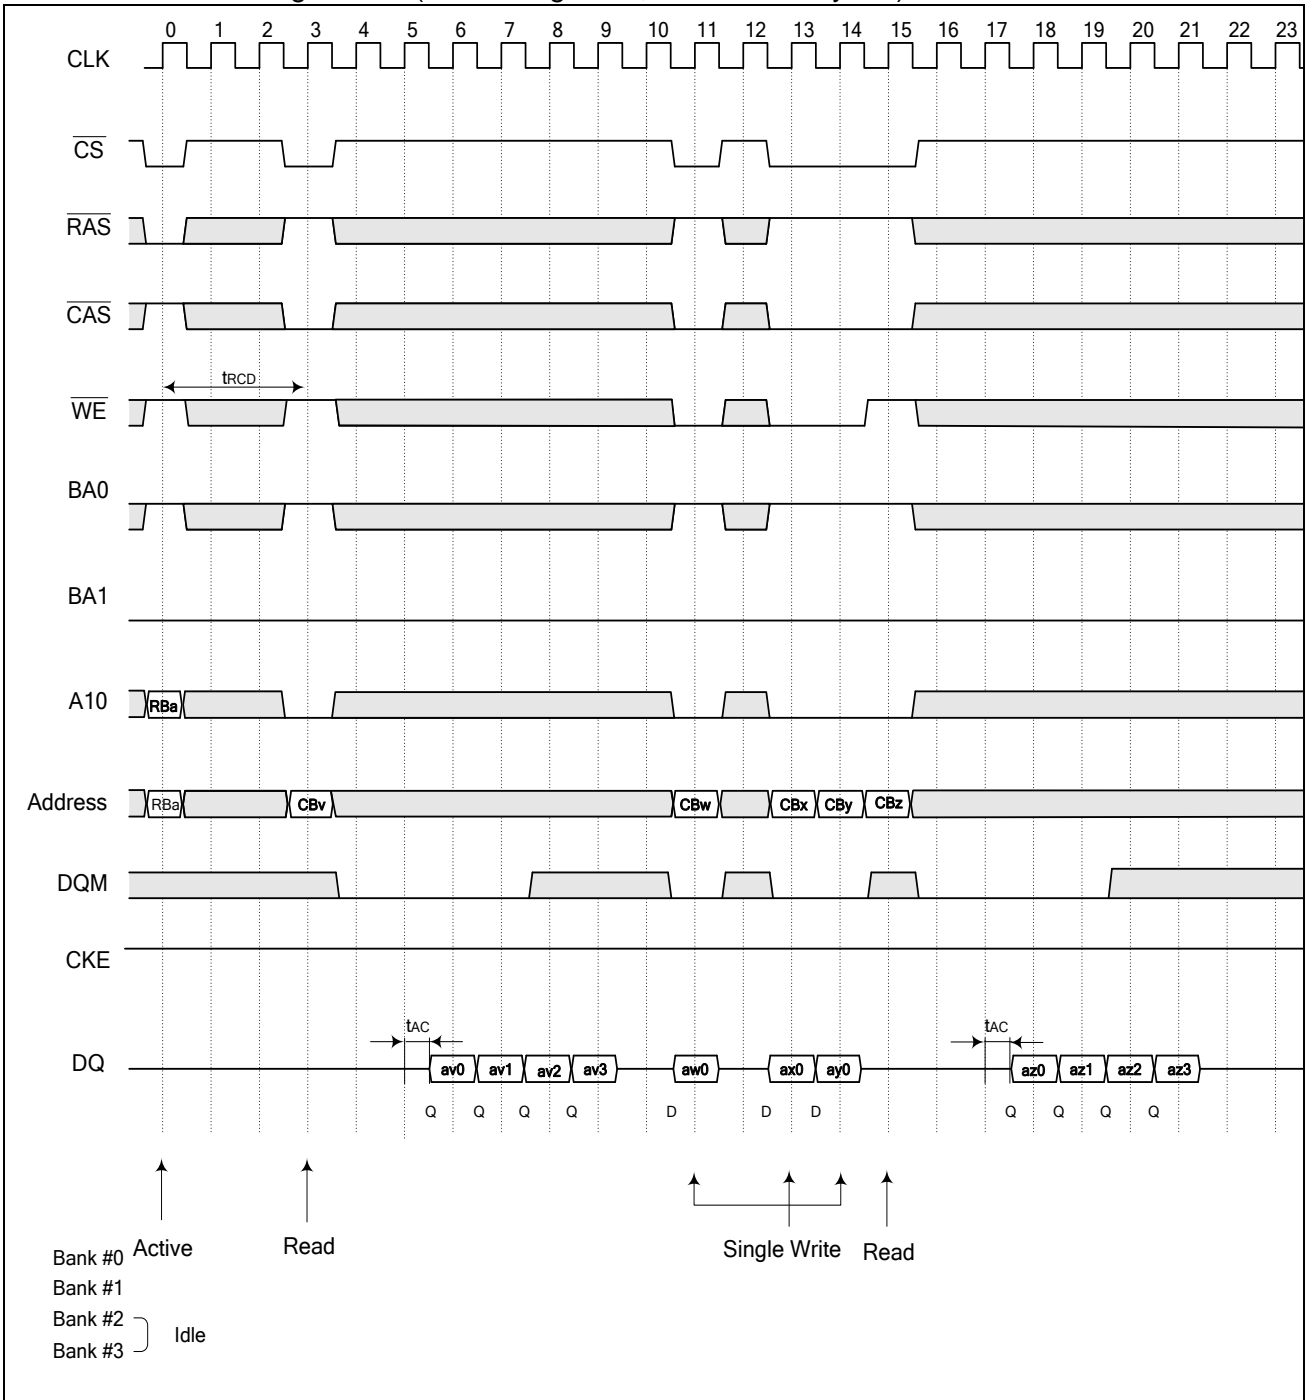 0 1 2 3 4 5 6 7 8 9 10 11 12 13 14 15 16 17 18 19 20 21 22 23
CLK
CS
RAS
CAS
tRCD
WE
BA0
BA1
A10 RBa
Address RBa CBv CBw CBx CBy CBz
DQM
CKE
tAC tAC
DQ av0 av1 av2 av3 aw0 ax0 ay0 az0 az1 az2 az3
Q Q Q Q D D D Q Q Q Q
Active Read Single Write Read
Bank #0
Bank #1
Bank #2
Idle
Bank #3